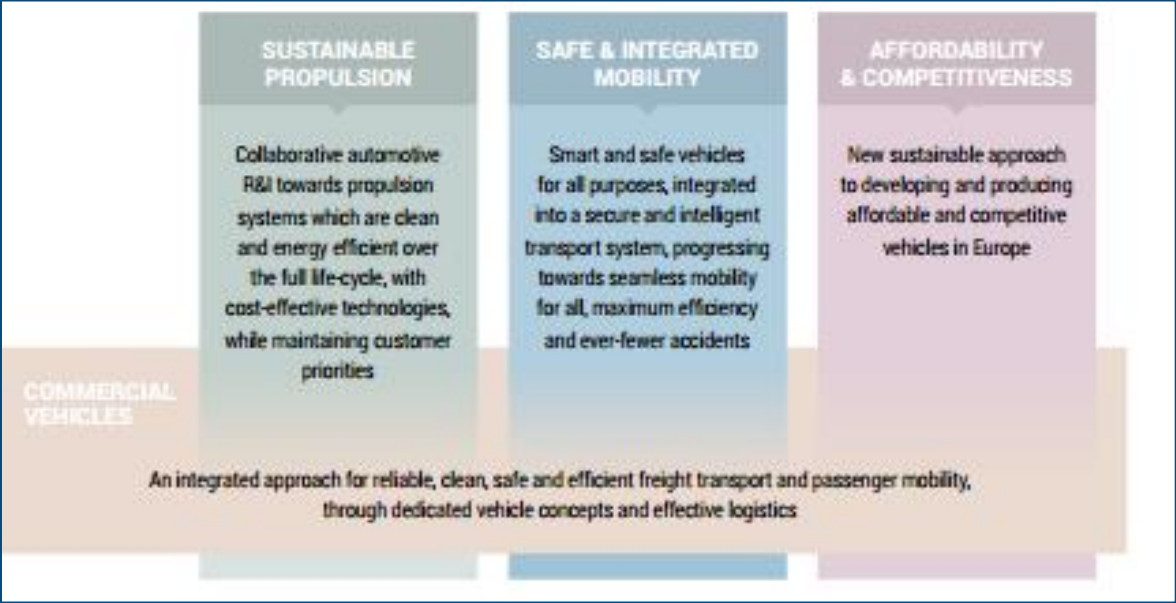 SUSTAINABLE
PROPULSION
Collaborative automotive
R&I towards propulsion
systems which are clean
and energy efficient over
the full life-cycle, with
cost-effective technologies,
while maintaining customer
priorities
SAFE & INTEGRATED
MOBILITY
Smart and safe vehicles
for all purposes, integrated
into a secure and intelligent
transport system, progressing
towards seamless mobility
for all, maximum efficiency
and ever-fewer accidents
AFFORDABILITY
& COMPETITIVENESS
New sustainable approach
to developing and producing
affordable and competitive
vehicles in Europe
COMMERCIAL
VEHICLES
An integrated approach for reliable, clean, safe and efficient freight transport and passenger mobility,
through dedicated vehicle concepts and effective logistics